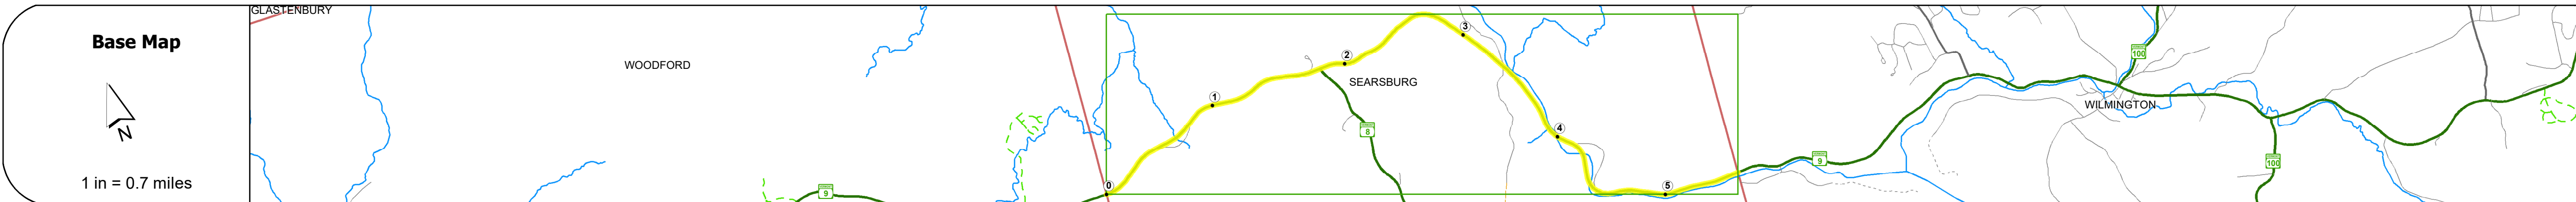 Base Map
N
1 in = 0.7 miles
GLASTENBURY
WOODFORD
9
0
1
2
SEARSBURG
8
3
4
5
9
100
WILMINGTON
100